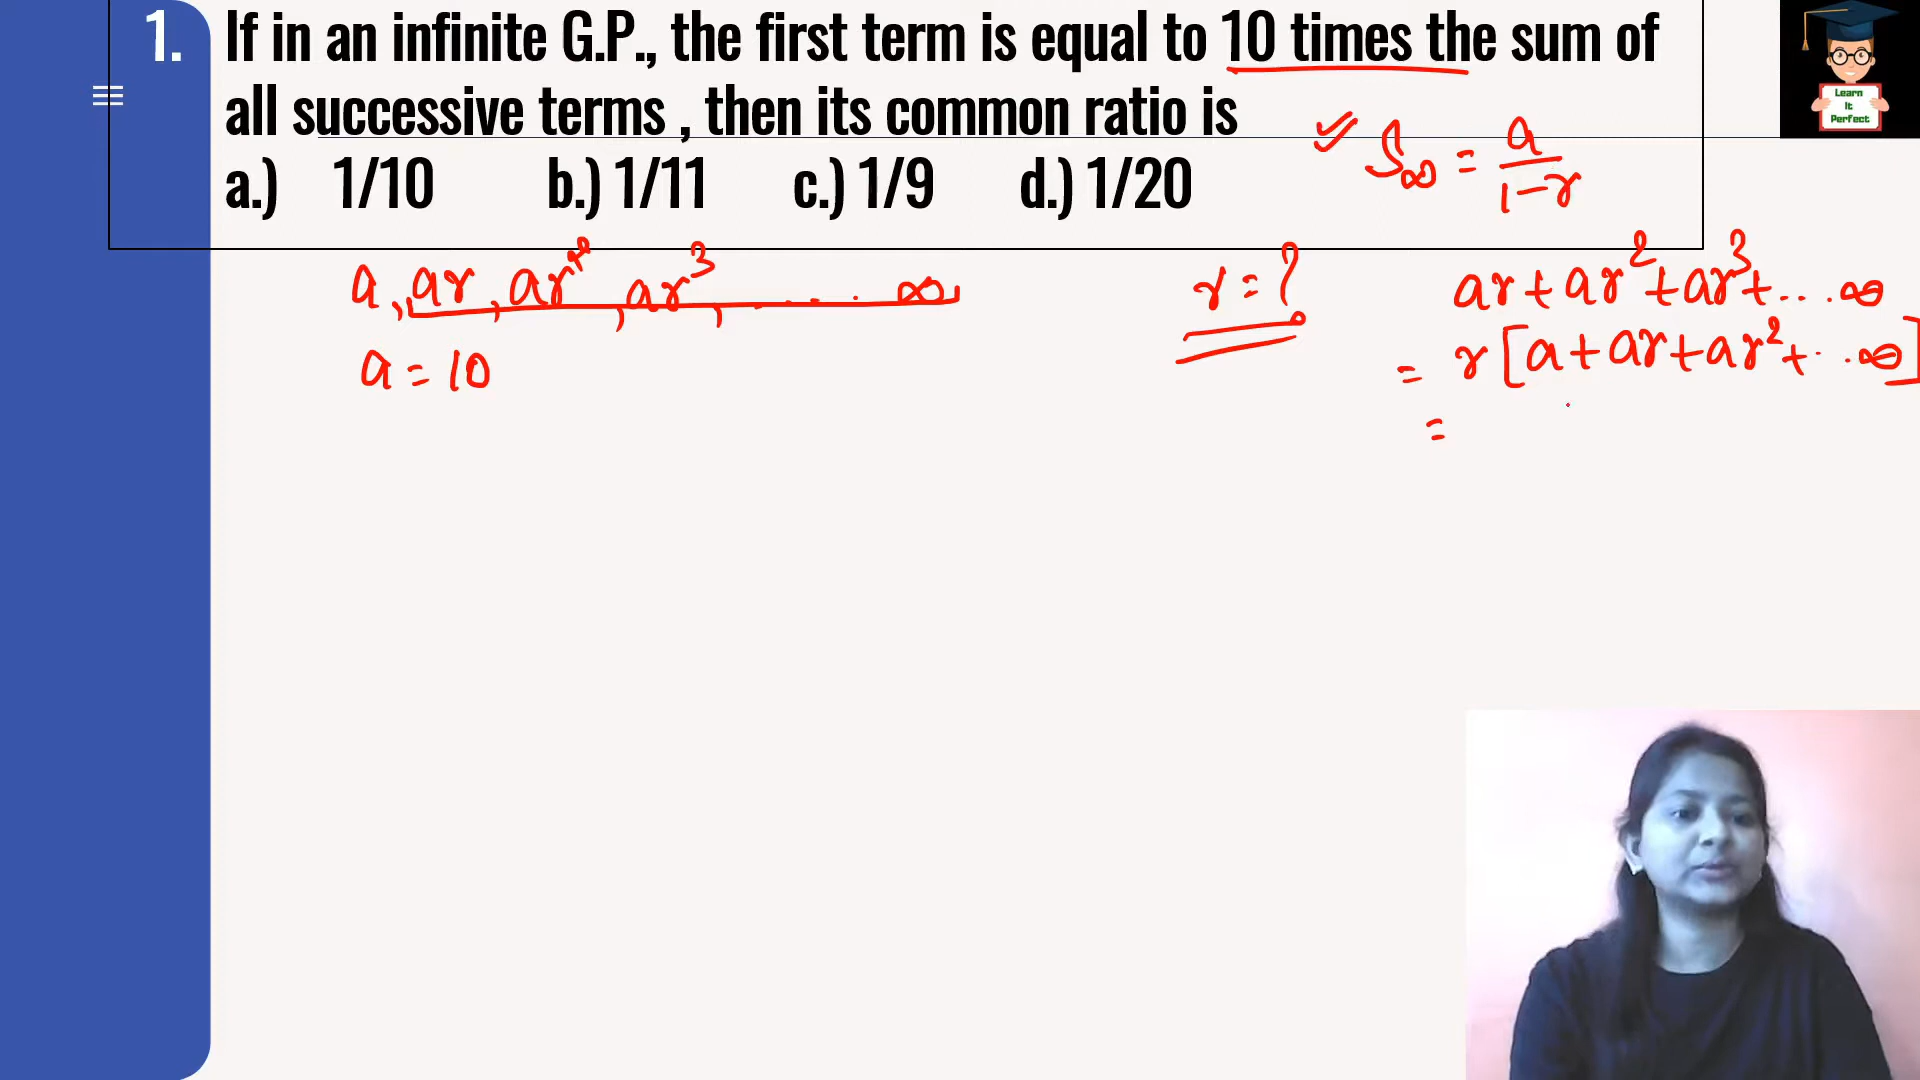 1. If in an infinite G.P., the first term is equal to 10 times the sum of
all successive terms , then its common ratio is
a.) 1/10 b.) 1/11 c.) 1/9 d.) 1/20
Learn
It
Perfect
S∞ = a/1-r
a, ar, ar², ar³, ..... ∞
r = ?
ar + ar² + ar³ + ... ∞
a = 10
= r[a + ar + ar² + ... ∞]
=